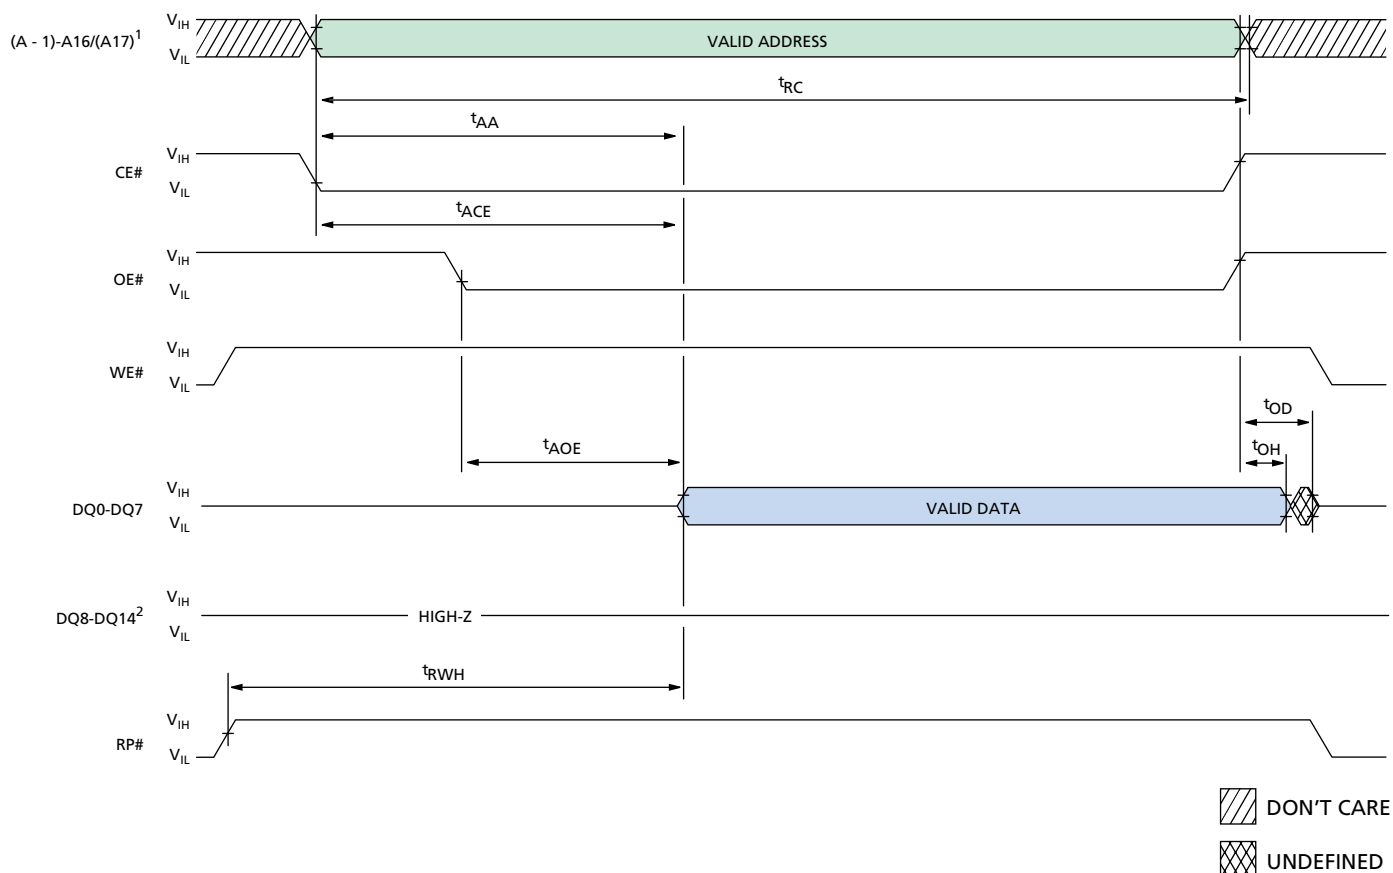 (A - 1)-A16/(A17)1
VIH
VIL
VALID ADDRESS
tRC
tAA
CE#
VIH
VIL
tACE
OE#
VIH
VIL
WE#
VIH
VIL
tOD
tOH
tAOE
DQ0-DQ7
VIH
VIL
VALID DATA
DQ8-DQ142
VIH
VIL
HIGH-Z
tRWH
RP#
VIH
VIL
DON'T CARE
UNDEFINED